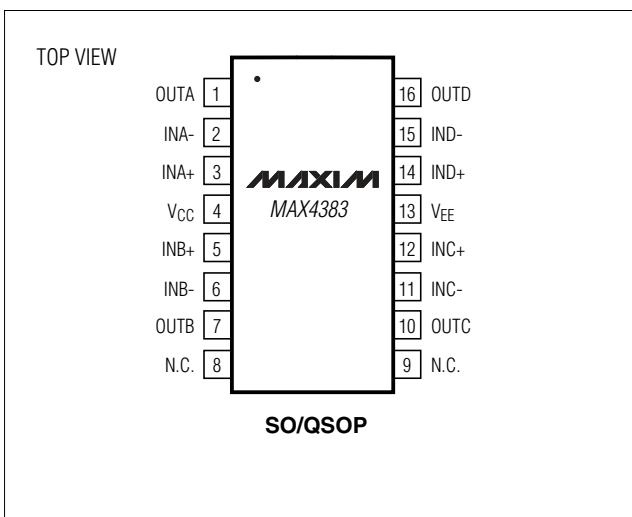 TOP VIEW
OUTA 1
INA- 2
INA+ 3
VCC 4
INB+ 5
INB- 6
OUTB 7
N.C. 8
MAXIM
MAX4383
16 OUTD
15 IND-
14 IND+
13 VEE
12 INC+
11 INC-
10 OUTC
9 N.C.
SO/QSOP